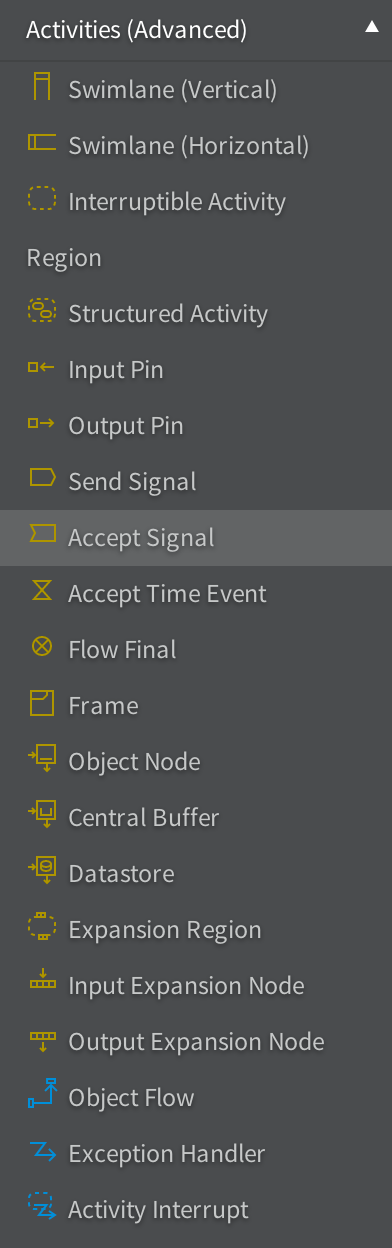 Activities (Advanced)
Swimlane (Vertical)
Swimlane (Horizontal)
Interruptible Activity
Region
Structured Activity
Input Pin
Output Pin
Send Signal
Accept Signal
Accept Time Event
Flow Final
Frame
Object Node
Central Buffer
Datastore
Expansion Region
Input Expansion Node
Output Expansion Node
Object Flow
Exception Handler
Activity Interrupt